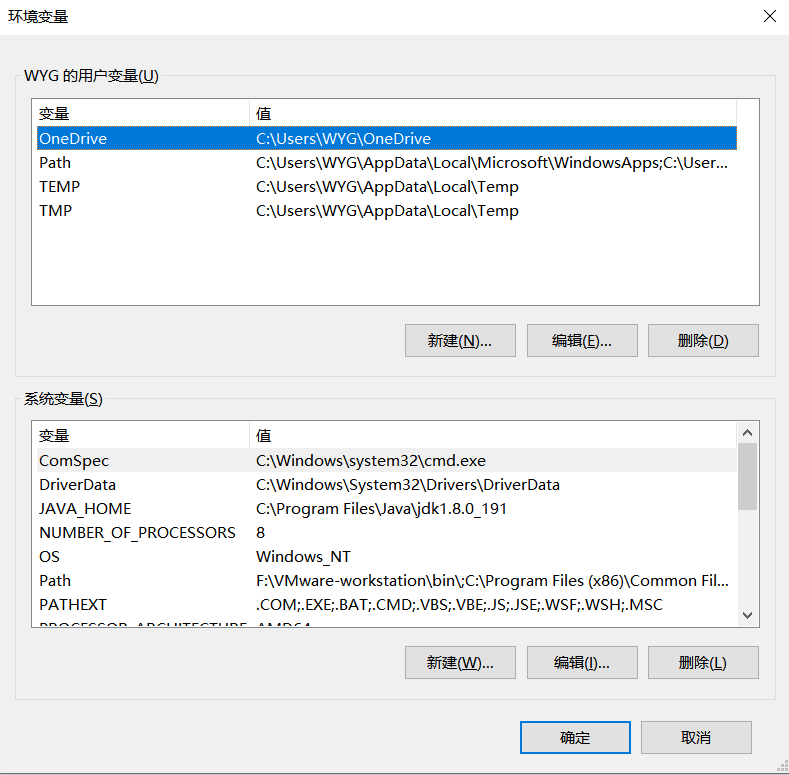 环境变量
WYG 的用户变量(U)
变量 值
OneDrive C:\Users\WYG\OneDrive
Path C:\Users\WYG\AppData\Local\Microsoft\WindowsApps;C:\User...
TEMP C:\Users\WYG\AppData\Local\Temp
TMP C:\Users\WYG\AppData\Local\Temp
新建(N)... 编辑(E)... 删除(D)
系统变量(S)
变量 值
ComSpec C:\Windows\system32\cmd.exe
DriverData C:\Windows\System32\Drivers\DriverData
JAVA_HOME C:\Program Files\Java\jdk1.8.0_191
NUMBER_OF_PROCESSORS 8
OS Windows_NT
Path F:\VMware-workstation\bin\;C:\Program Files (x86)\Common Fil...
PATHEXT .COM;.EXE;.BAT;.CMD;.VBS;.VBE;.JS;.JSE;.WSF;.WSH;.MSC
PROCESSOR_ARCHITECTURE AMD64
新建(W)... 编辑(I)... 删除(L)
确定 取消